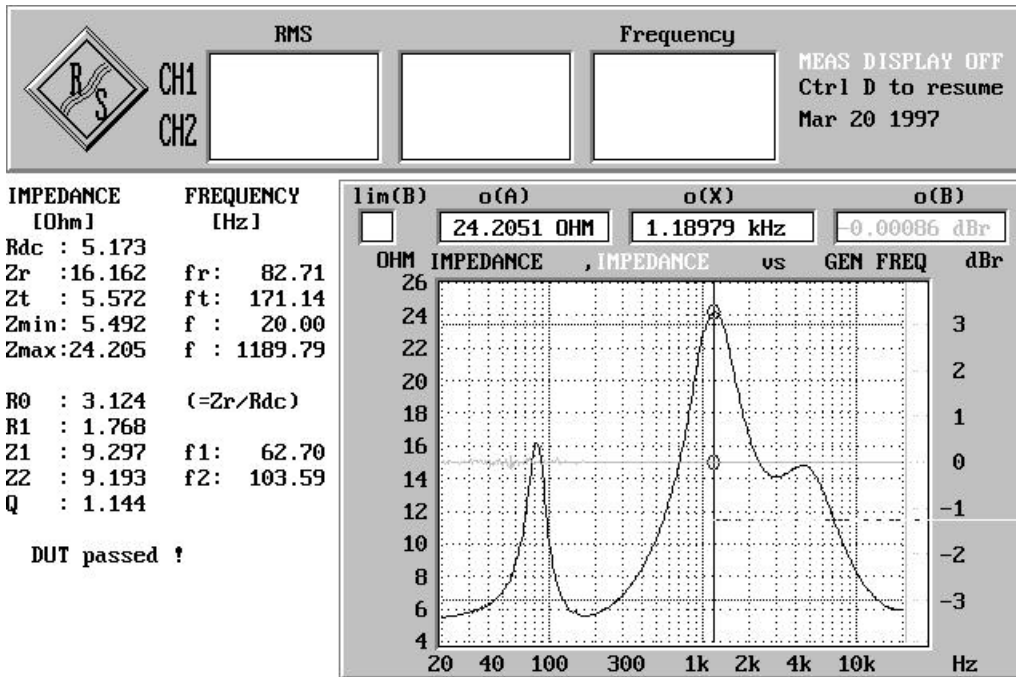 RMS
Frequency
R
S
CH1
CH2
MEAS DISPLAY OFF
Ctrl D to resume
Mar 20 1997
IMPEDANCE FREQUENCY
[Ohm] [Hz]
Rdc : 5.173
Zr :16.162 fr: 82.71
Zt : 5.572 ft: 171.14
Zmin: 5.492 f : 20.00
Zmax:24.205 f : 1189.79
R0 : 3.124 (=Zr/Rdc)
R1 : 1.768
Z1 : 9.297 f1: 62.70
Z2 : 9.193 f2: 103.59
Q : 1.144
DUT passed !
lim(B) o(A) o(X) o(B)
24.2051 OHM 1.18979 kHz -0.00086 dBr
OHM IMPEDANCE ,IMPEDANCE vs GEN FREQ dBr
26
24
22
20
18
16
14
12
10
8
6
4
3
2
1
0
-1
-2
-3
20 40 100 300 1k 2k 4k 10k Hz